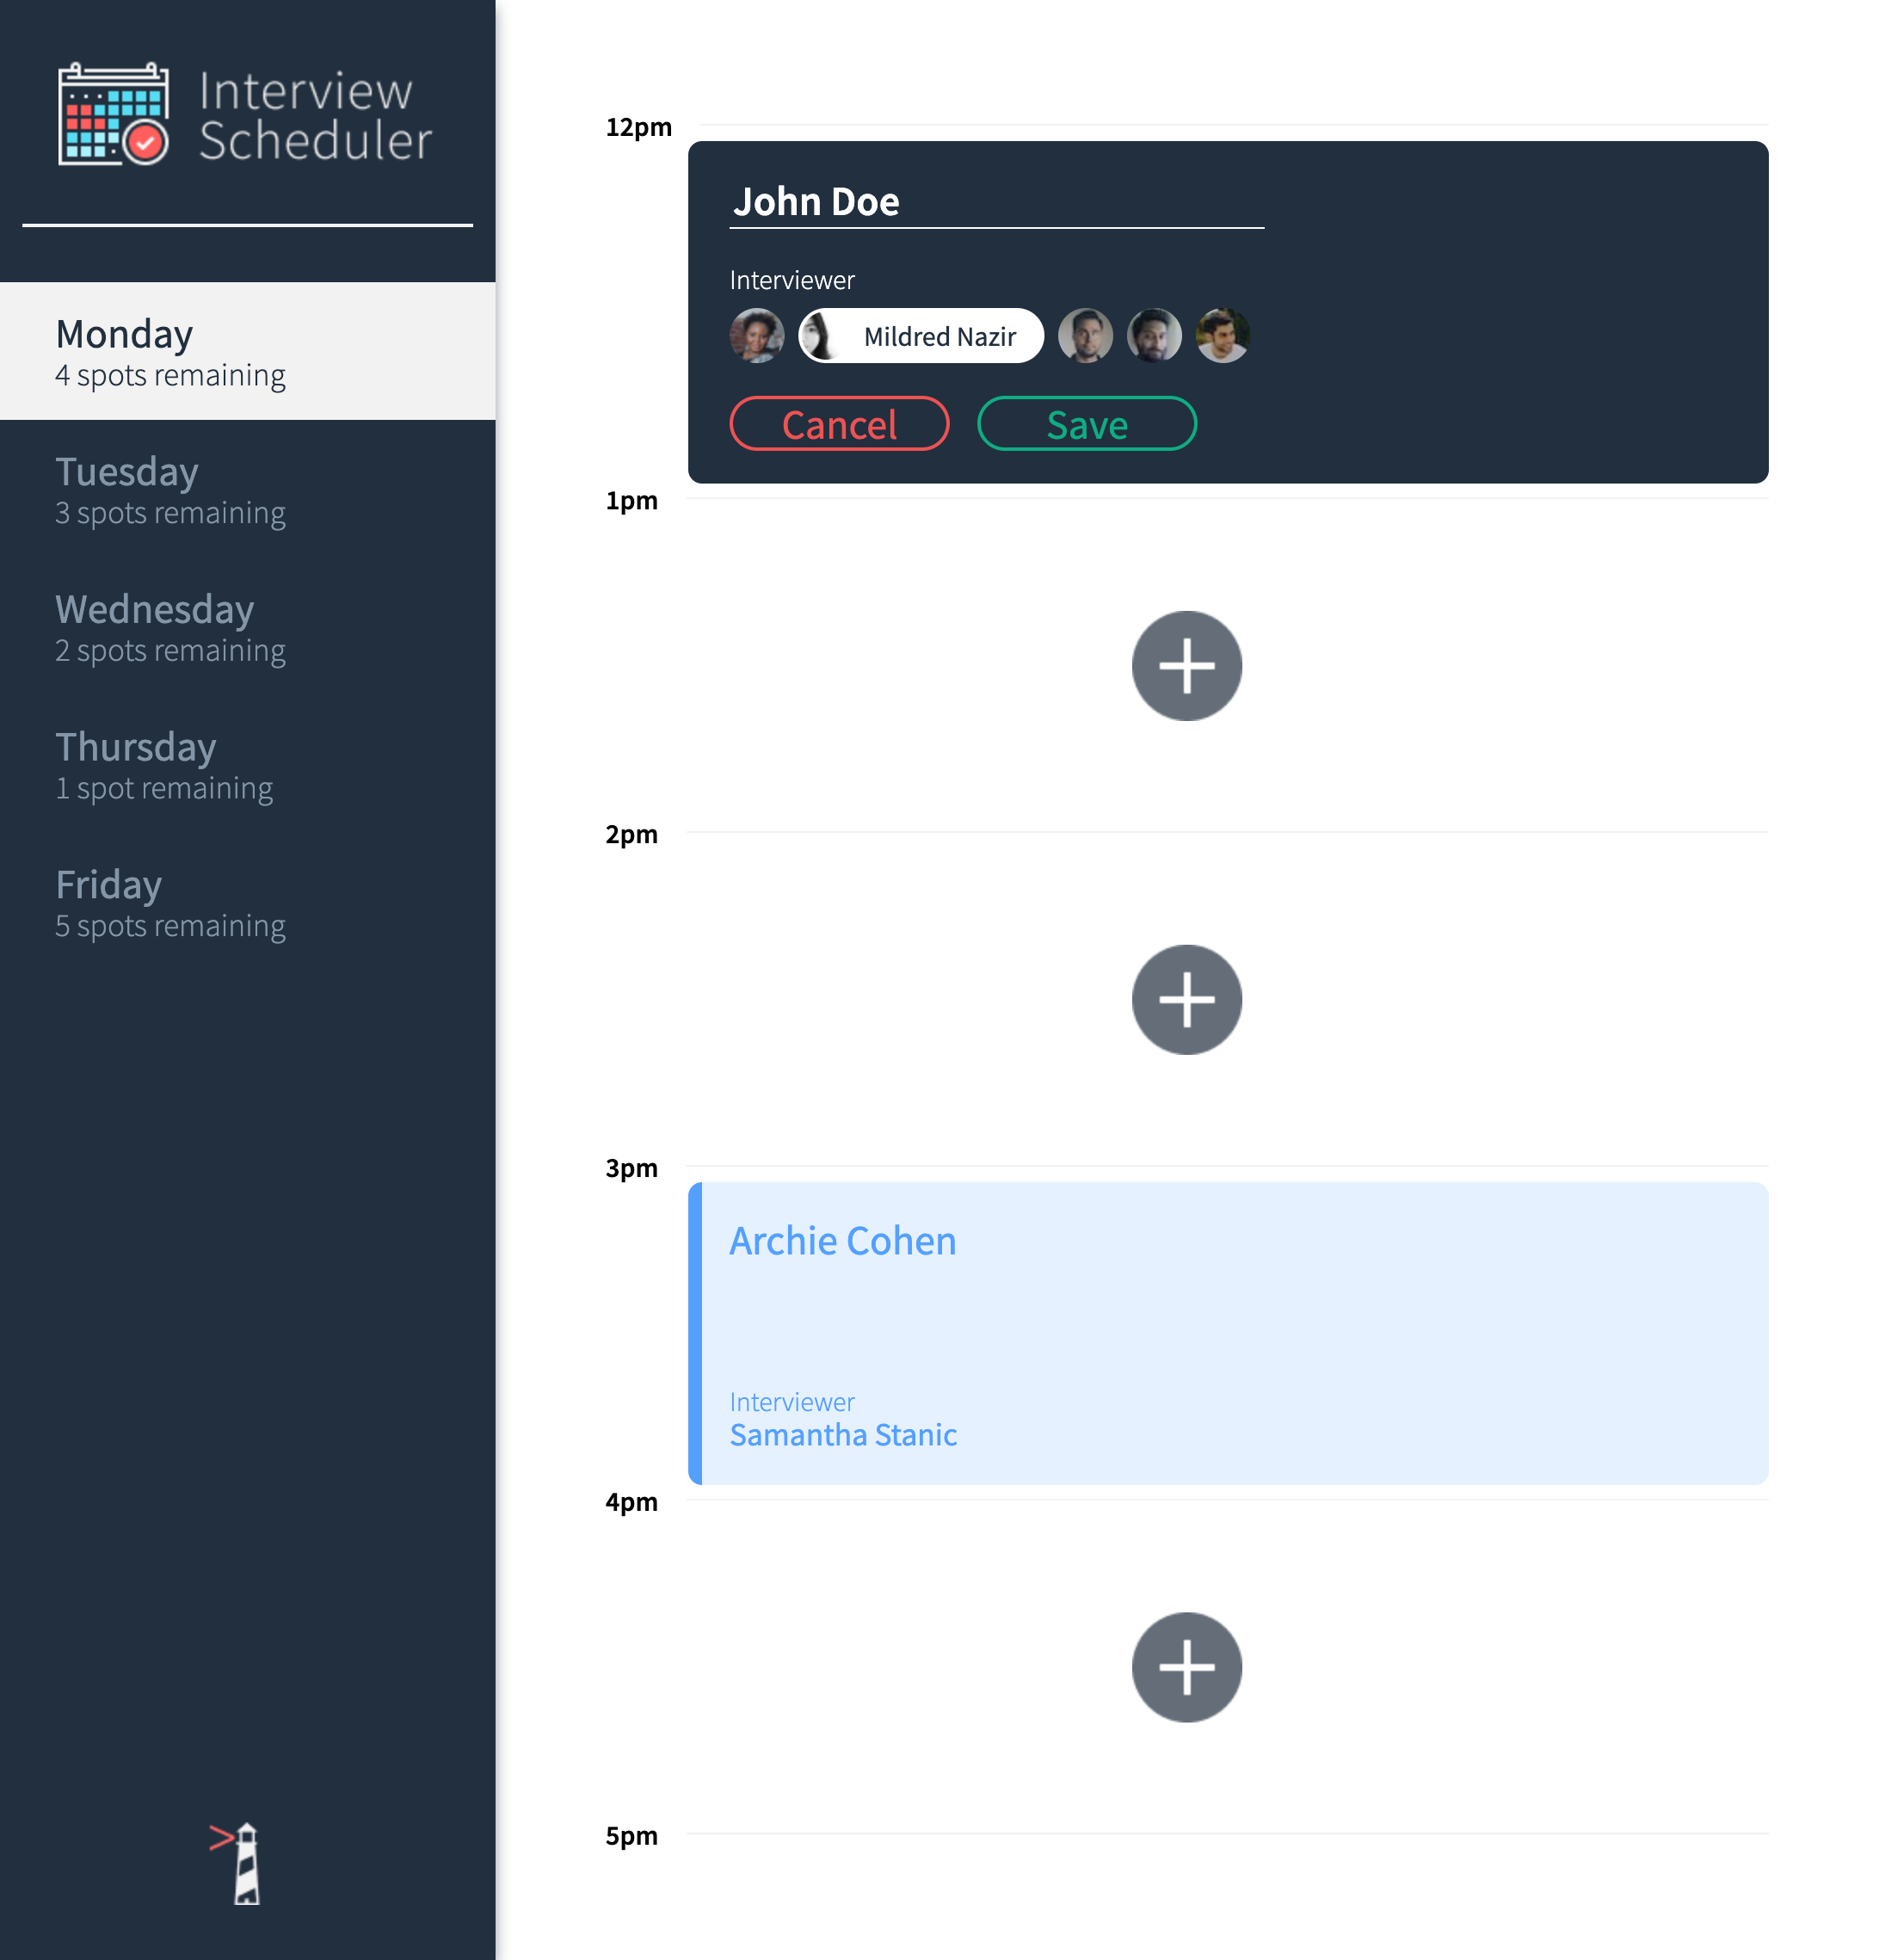 Interview
Scheduler
Monday
4 spots remaining
Tuesday
3 spots remaining
Wednesday
2 spots remaining
Thursday
1 spot remaining
Friday
5 spots remaining
12pm
John Doe
Interviewer
Mildred Nazir
Cancel
Save
1pm
2pm
3pm
Archie Cohen
Interviewer
Samantha Stanic
4pm
5pm